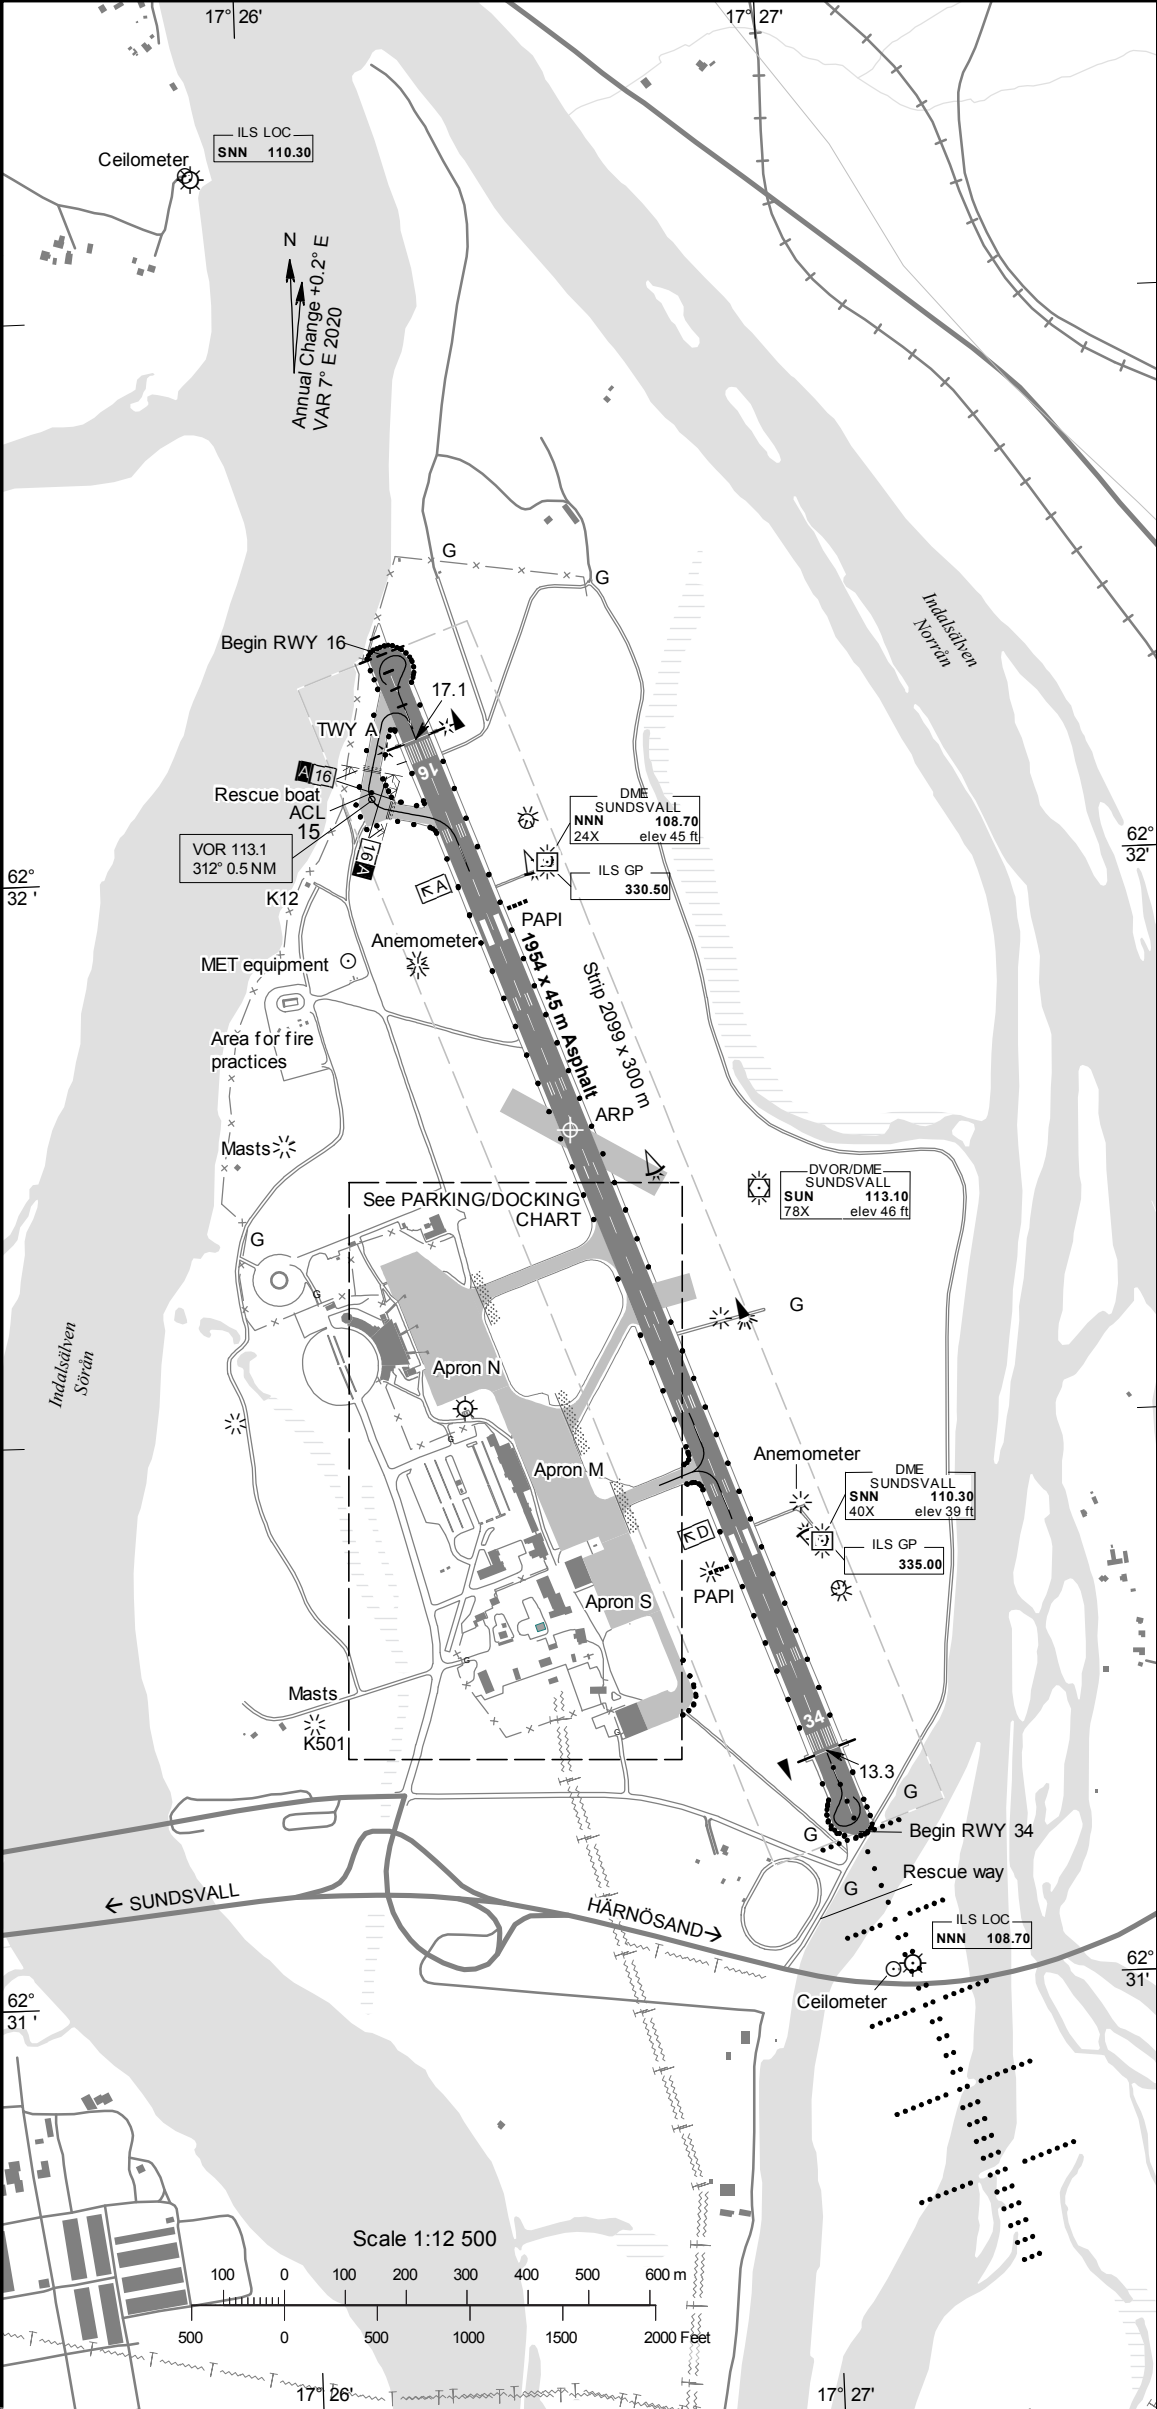 17° 26'
17° 27'
ILS LOC
SNN 110.30
Ceilometer
N
Annual Change +0.2° E
VAR 7° E 2020
G
G
Indalsälven
Norrån
Begin RWY 16
17.1
TWY A
16
A 16
Rescue boat
ACL
15
DME
SUNDSVALL
NNN 108.70
24X elev 45 ft
62°
32'
VOR 113.1
312° 0.5 NM
16 A
ILS GP
330.50
62°
32 '
K12
A
PAPI
Anemometer
MET equipment
1954 x 45 m Asphalt
Strip 2099 x 300 m
Area for fire
practices
ARP
Masts
DVOR/DME
SUNDSVALL
SUN 113.10
78X elev 46 ft
See PARKING/DOCKING
CHART
G
G
G
Indalsälven
Sörån
Apron N
G
Anemometer
Apron M
DME
SUNDSVALL
SNN 110.30
40X elev 39 ft
D
ILS GP
335.00
PAPI
Apron S
G
Masts
K501
G
34
13.3
G
G
Begin RWY 34
Rescue way
G
← SUNDSVALL
HÄRNÖSAND→
ILS LOC
NNN 108.70
62°
31'
Ceilometer
62°
31 '
Scale 1:12 500
100 0 100 200 300 400 500 600 m
500 0 500 1000 1500 2000 Feet
17° 26'
17° 27'